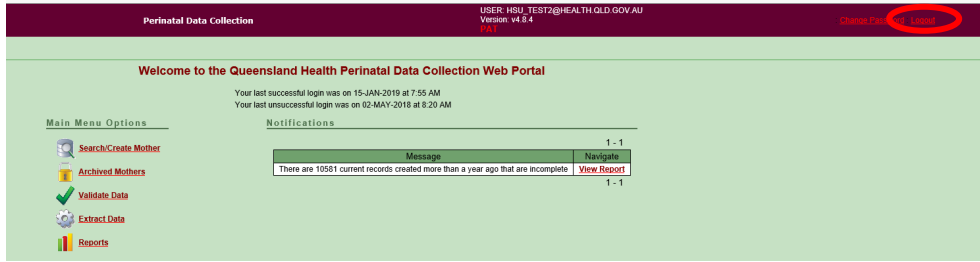 Perinatal Data Collection
USER: HSU_TEST2@HEALTH.QLD.GOV.AU
Version: v4.8.4
PAT
Change Password Logout
Welcome to the Queensland Health Perinatal Data Collection Web Portal
Your last successful login was on 15-JAN-2019 at 7:55 AM
Your last unsuccessful login was on 02-MAY-2018 at 8:20 AM
Main Menu Options
Notifications
Search/Create Mother
Archived Mothers
Validate Data
Extract Data
Reports
1 - 1
Message Navigate
There are 10581 current records created more than a year ago that are incomplete View Report
1 - 1